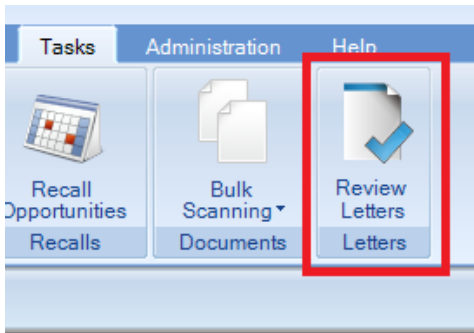 Tasks Administration Help
Recall
Opportunities
Recalls
Bulk
Scanning
Documents
Review
Letters
Letters